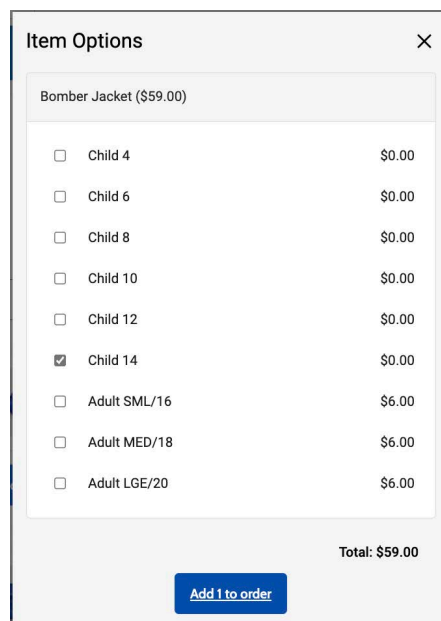 Item Options
Bomber Jacket ($59.00)
Child 4 $0.00
Child 6 $0.00
Child 8 $0.00
Child 10 $0.00
Child 12 $0.00
Child 14 $0.00
Adult SML/16 $6.00
Adult MED/18 $6.00
Adult LGE/20 $6.00
Total: $59.00
Add 1 to order